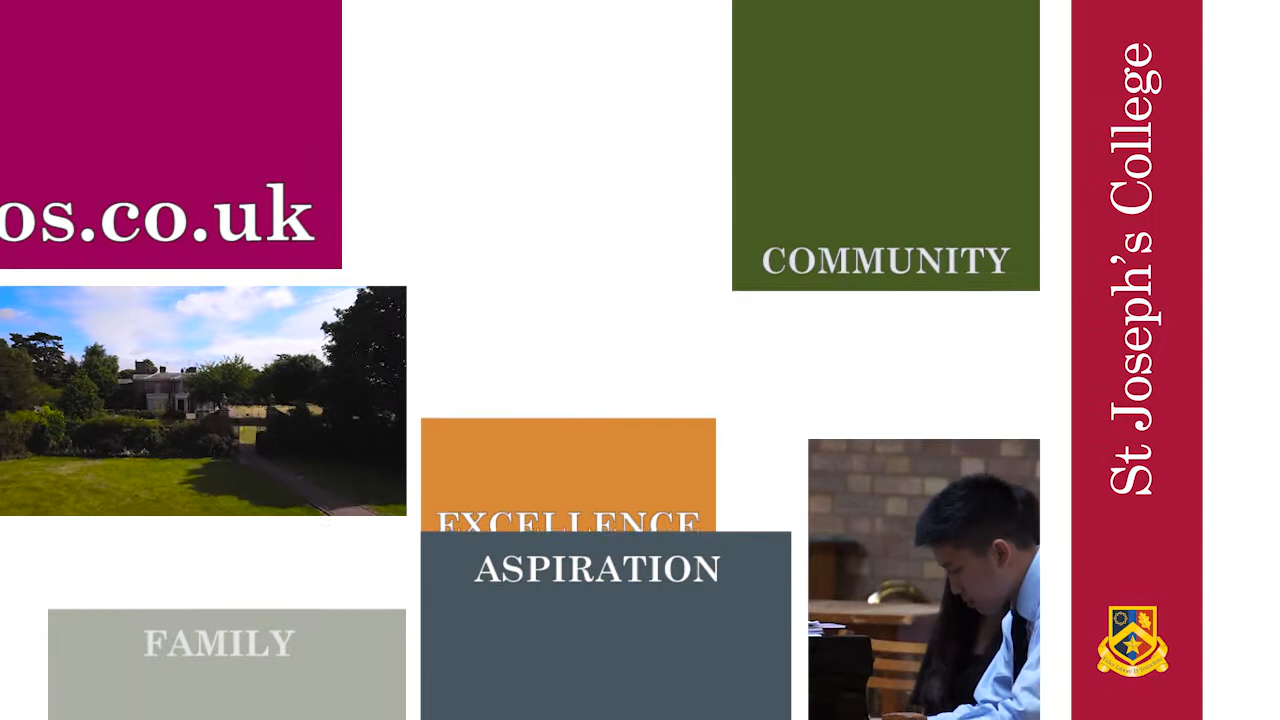 os.co.uk
COMMUNITY
St Joseph's College
EXCELLENCE
ASPIRATION
FAMILY